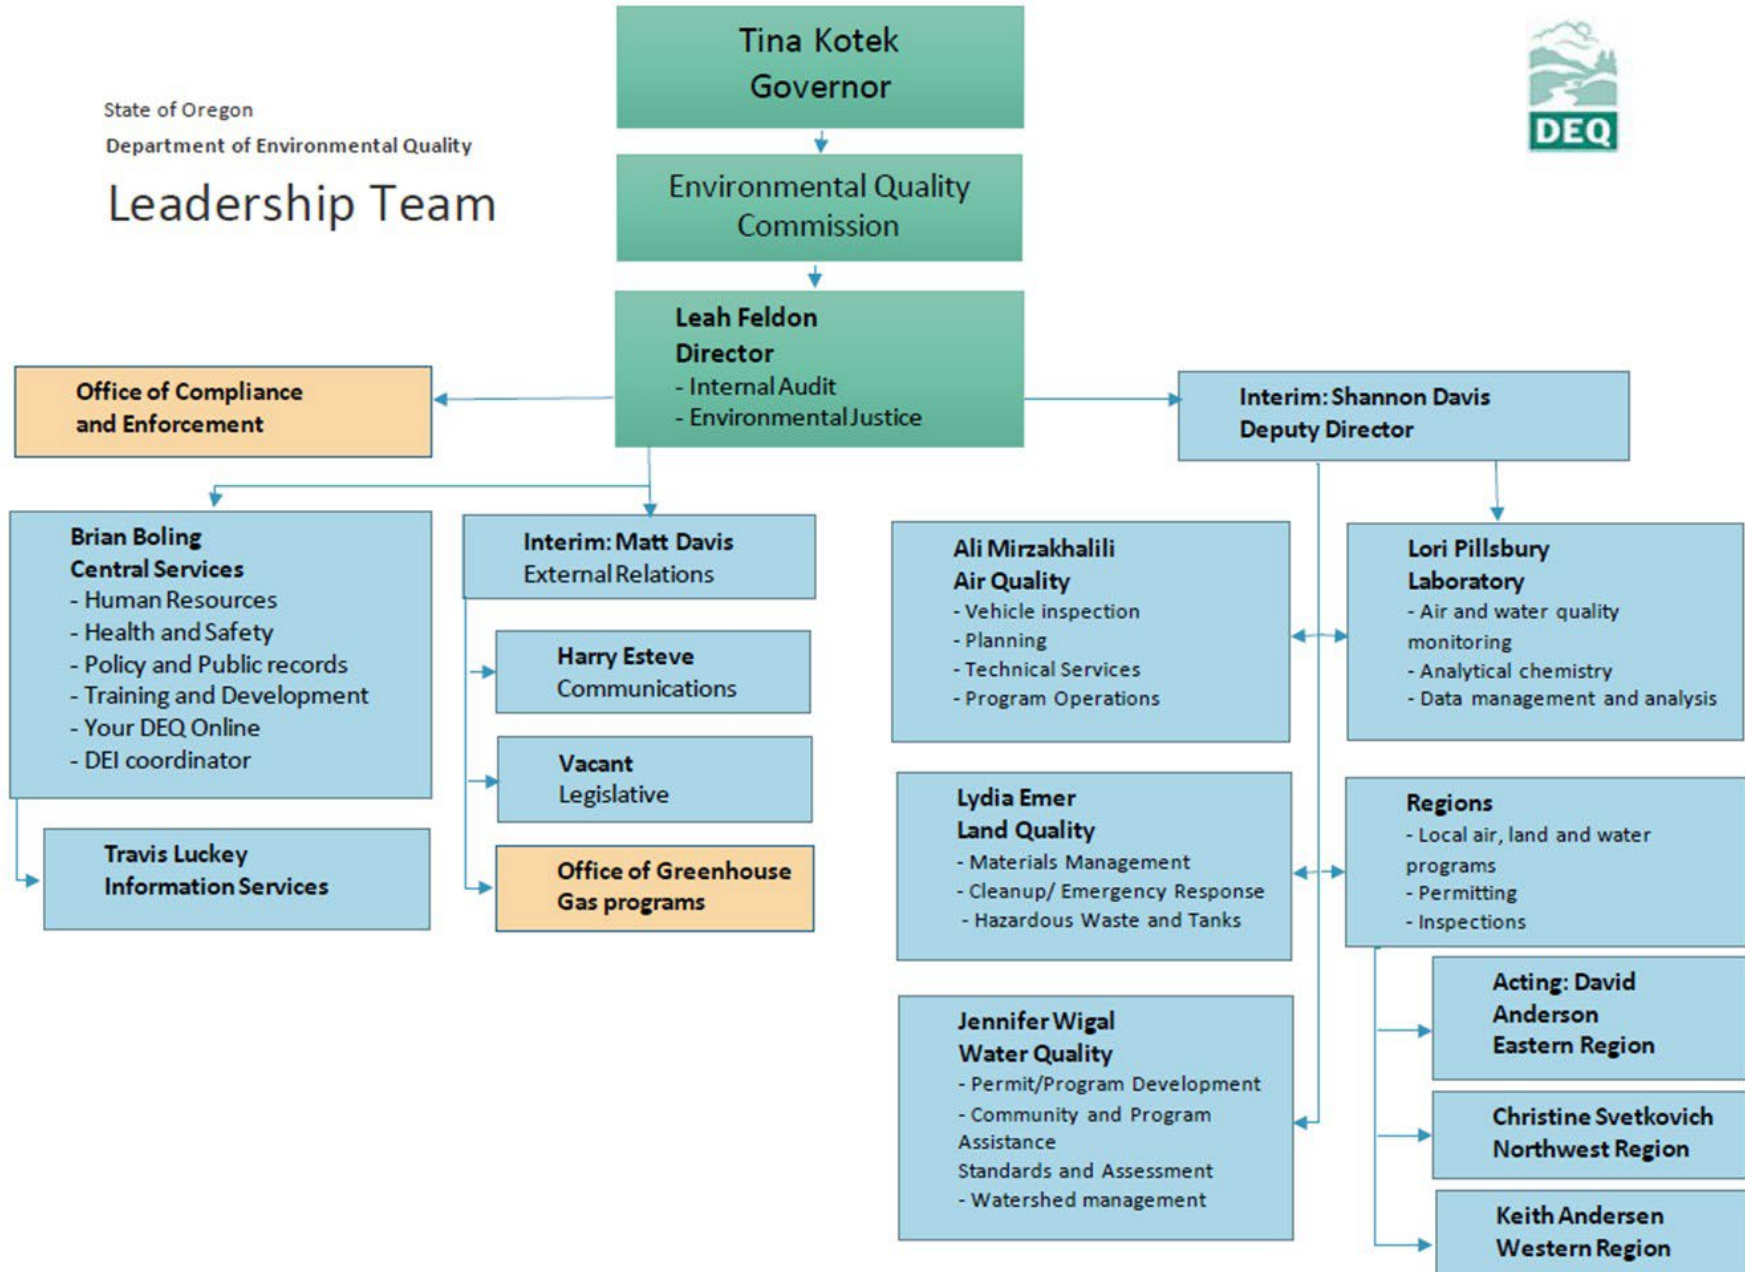 Tina Kotek
Governor
State of Oregon
Department of Environmental Quality
Leadership Team
DEQ
Environmental Quality
Commission
Leah Feldon
Director
- Internal Audit
- Environmental Justice
Office of Compliance
and Enforcement
Interim: Shannon Davis
Deputy Director
Brian Boling
Central Services
- Human Resources
- Health and Safety
- Policy and Public records
- Training and Development
- Your DEQ Online
- DEI coordinator
Travis Luckey
Information Services
Interim: Matt Davis
External Relations
Harry Esteve
Communications
Vacant
Legislative
Office of Greenhouse
Gas programs
Ali Mirzakhalili
Air Quality
- Vehicle inspection
- Planning
- Technical Services
- Program Operations
Lori Pillsbury
Laboratory
- Air and water quality
monitoring
- Analytical chemistry
- Data management and analysis
Lydia Emer
Land Quality
- Materials Management
- Cleanup/ Emergency Response
- Hazardous Waste and Tanks
Regions
- Local air, land and water
programs
- Permitting
- Inspections
Jennifer Wigal
Water Quality
- Permit/Program Development
- Community and Program
Assistance
Standards and Assessment
- Watershed management
Acting: David
Anderson
Eastern Region
Christine Svetkovich
Northwest Region
Keith Andersen
Western Region